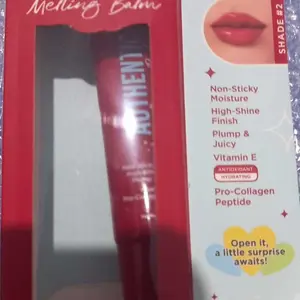 Melting Balm
AUTHEN
SHADE #2
Non-Sticky
Moisture
High-Shine
Finish
Plump &
Juicy
Vitamin E
ANTIOXIDANT
HYDRATING
Pro-Collagen
Peptide
Open it,
a little surprise
awaits!